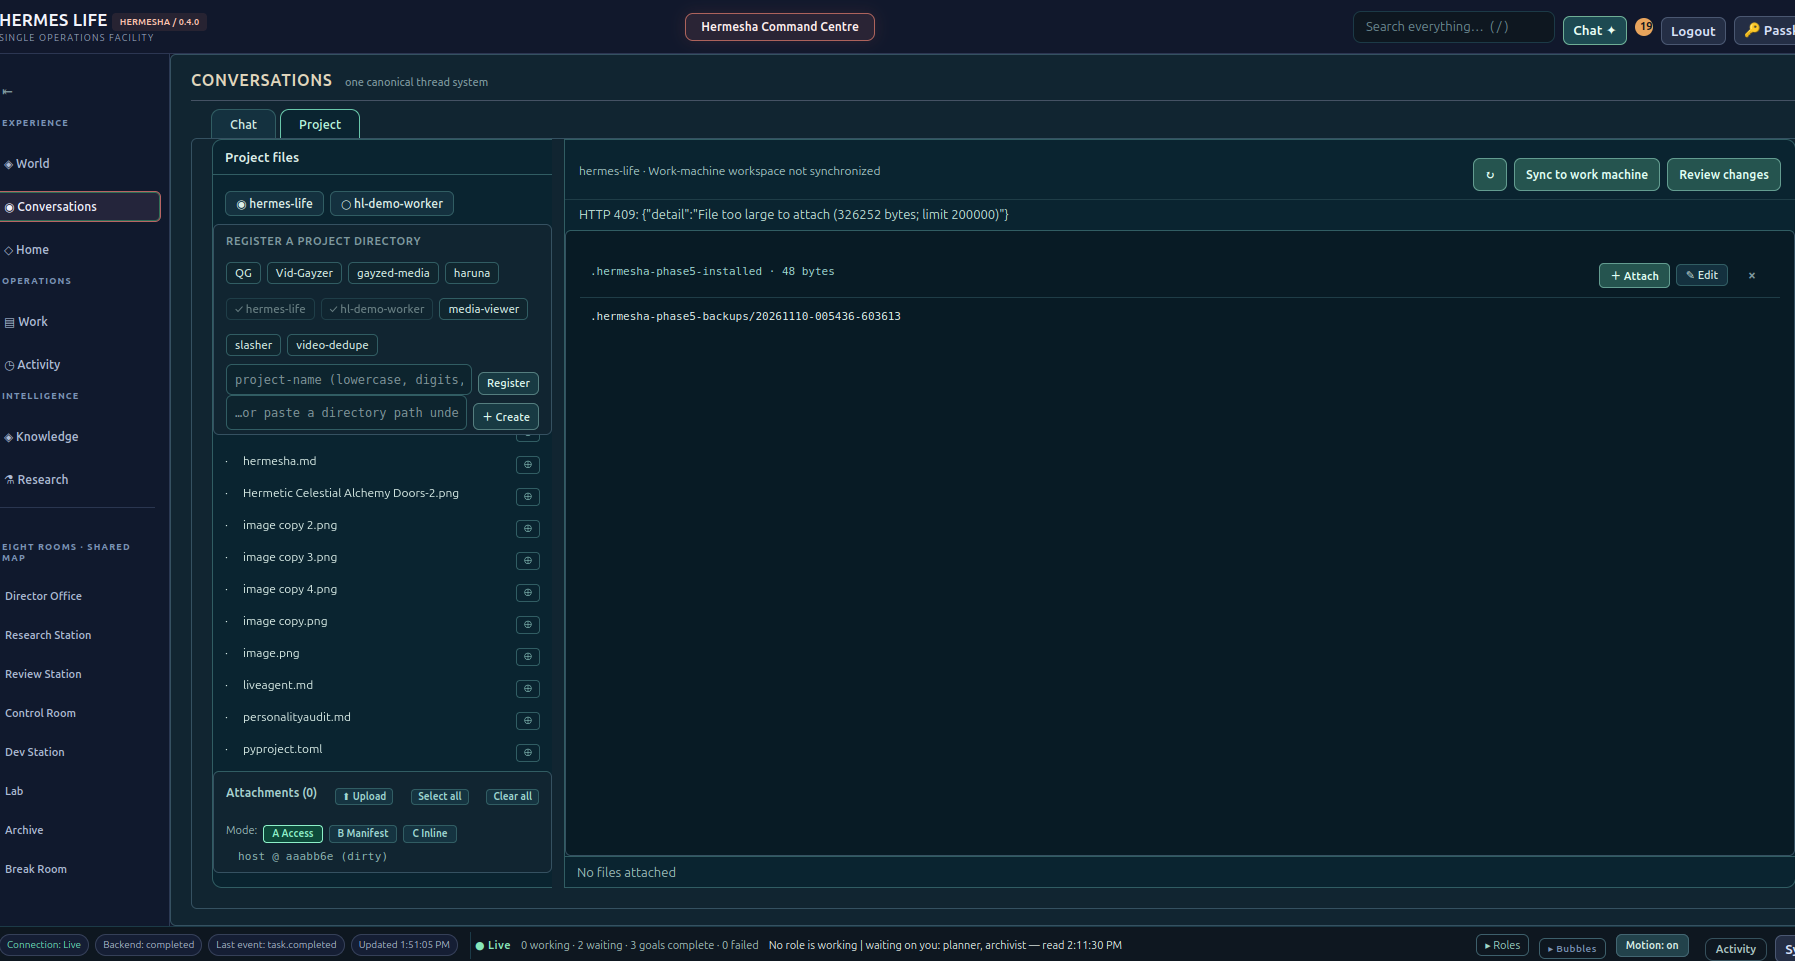 HERMES LIFE HERMESHA / 0.4.0
SINGLE OPERATIONS FACILITY
Hermesha Command Centre
Search everything... (/)
Chat ✦
19
Logout
🔑
⇤
EXPERIENCE
◈ World
◉ Conversations
◇ Home
OPERATIONS
▤ Work
◷ Activity
INTELLIGENCE
◈ Knowledge
⚗ Research
EIGHT ROOMS · SHARED
MAP
Director Office
Research Station
Review Station
Control Room
Dev Station
Lab
Archive
Break Room
CONVERSATIONS one canonical thread system
Chat Project
Project files
◉ hermes-life ○ hl-demo-worker
REGISTER A PROJECT DIRECTORY
QG Vid-Gayzer gayzed-media haruna
✓ hermes-life ✓ hl-demo-worker media-viewer
slasher video-dedupe
project-name (lowercase, digits, Register
…or paste a directory path unde + Create
· hermesha.md ⊕
· Hermetic Celestial Alchemy Doors-2.png ⊕
· image copy 2.png ⊕
· image copy 3.png ⊕
· image copy 4.png ⊕
· image copy.png ⊕
· image.png ⊕
· liveagent.md ⊕
· personalityaudit.md ⊕
· pyproject.toml ⊕
Attachments (0) ⬆ Upload Select all Clear all
Mode: A Access B Manifest C Inline
host @ aaabb6e (dirty)
hermes-life · Work-machine workspace not synchronized
↻ Sync to work machine Review changes
HTTP 409: {"detail":"File too large to attach (326252 bytes; limit 200000)"}
.hermesha-phase5-installed · 48 bytes
+ Attach ✎ Edit ×
.hermesha-phase5-backups/20261110-005436-603613
No files attached
Connection: Live Backend: completed Last event: task.completed Updated 1:51:05 PM
● Live 0 working · 2 waiting · 3 goals complete · 0 failed No role is working | waiting on you: planner, archivist — read 2:11:30 PM
▸ Roles ▸ Bubbles Motion: on Activity